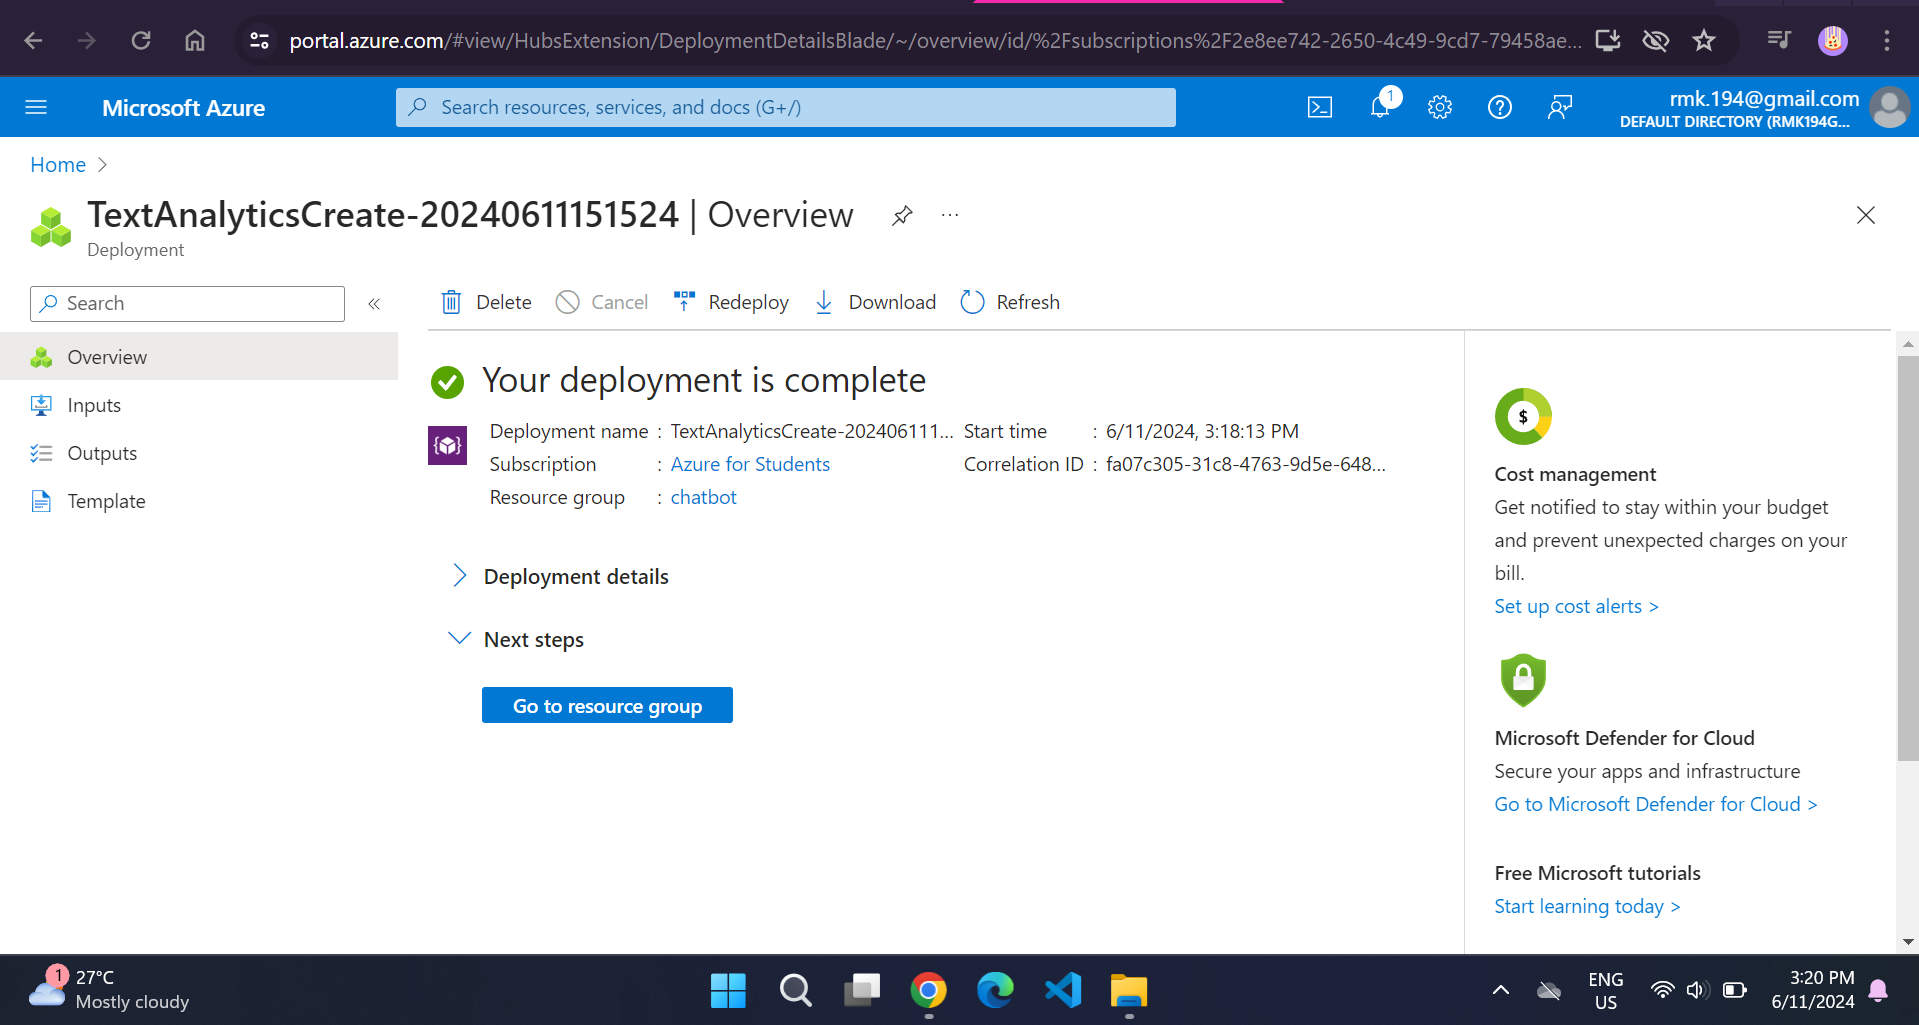 portal.azure.com/#view/HubsExtension/DeploymentDetailsBlade/~/overview/id/%2Fsubscriptions%2F2e8ee742-2650-4c49-9cd7-79458ae...
Microsoft Azure
Search resources, services, and docs (G+/)
1
rmk.194@gmail.com
DEFAULT DIRECTORY (RMK194G...
Home >
TextAnalyticsCreate-20240611151524 | Overview
...
Deployment
Search
«
Delete
Cancel
Redeploy
Download
Refresh
Overview
Inputs
Outputs
Template
Your deployment is complete
Deployment name : TextAnalyticsCreate-202406111...
Subscription : Azure for Students
Resource group : chatbot
Start time : 6/11/2024, 3:18:13 PM
Correlation ID : fa07c305-31c8-4763-9d5e-648...
Deployment details
Next steps
Go to resource group
$
Cost management
Get notified to stay within your budget
and prevent unexpected charges on your
bill.
Set up cost alerts >
Microsoft Defender for Cloud
Secure your apps and infrastructure
Go to Microsoft Defender for Cloud >
Free Microsoft tutorials
Start learning today >
1
27°C
Mostly cloudy
ENG
US
3:20 PM
6/11/2024